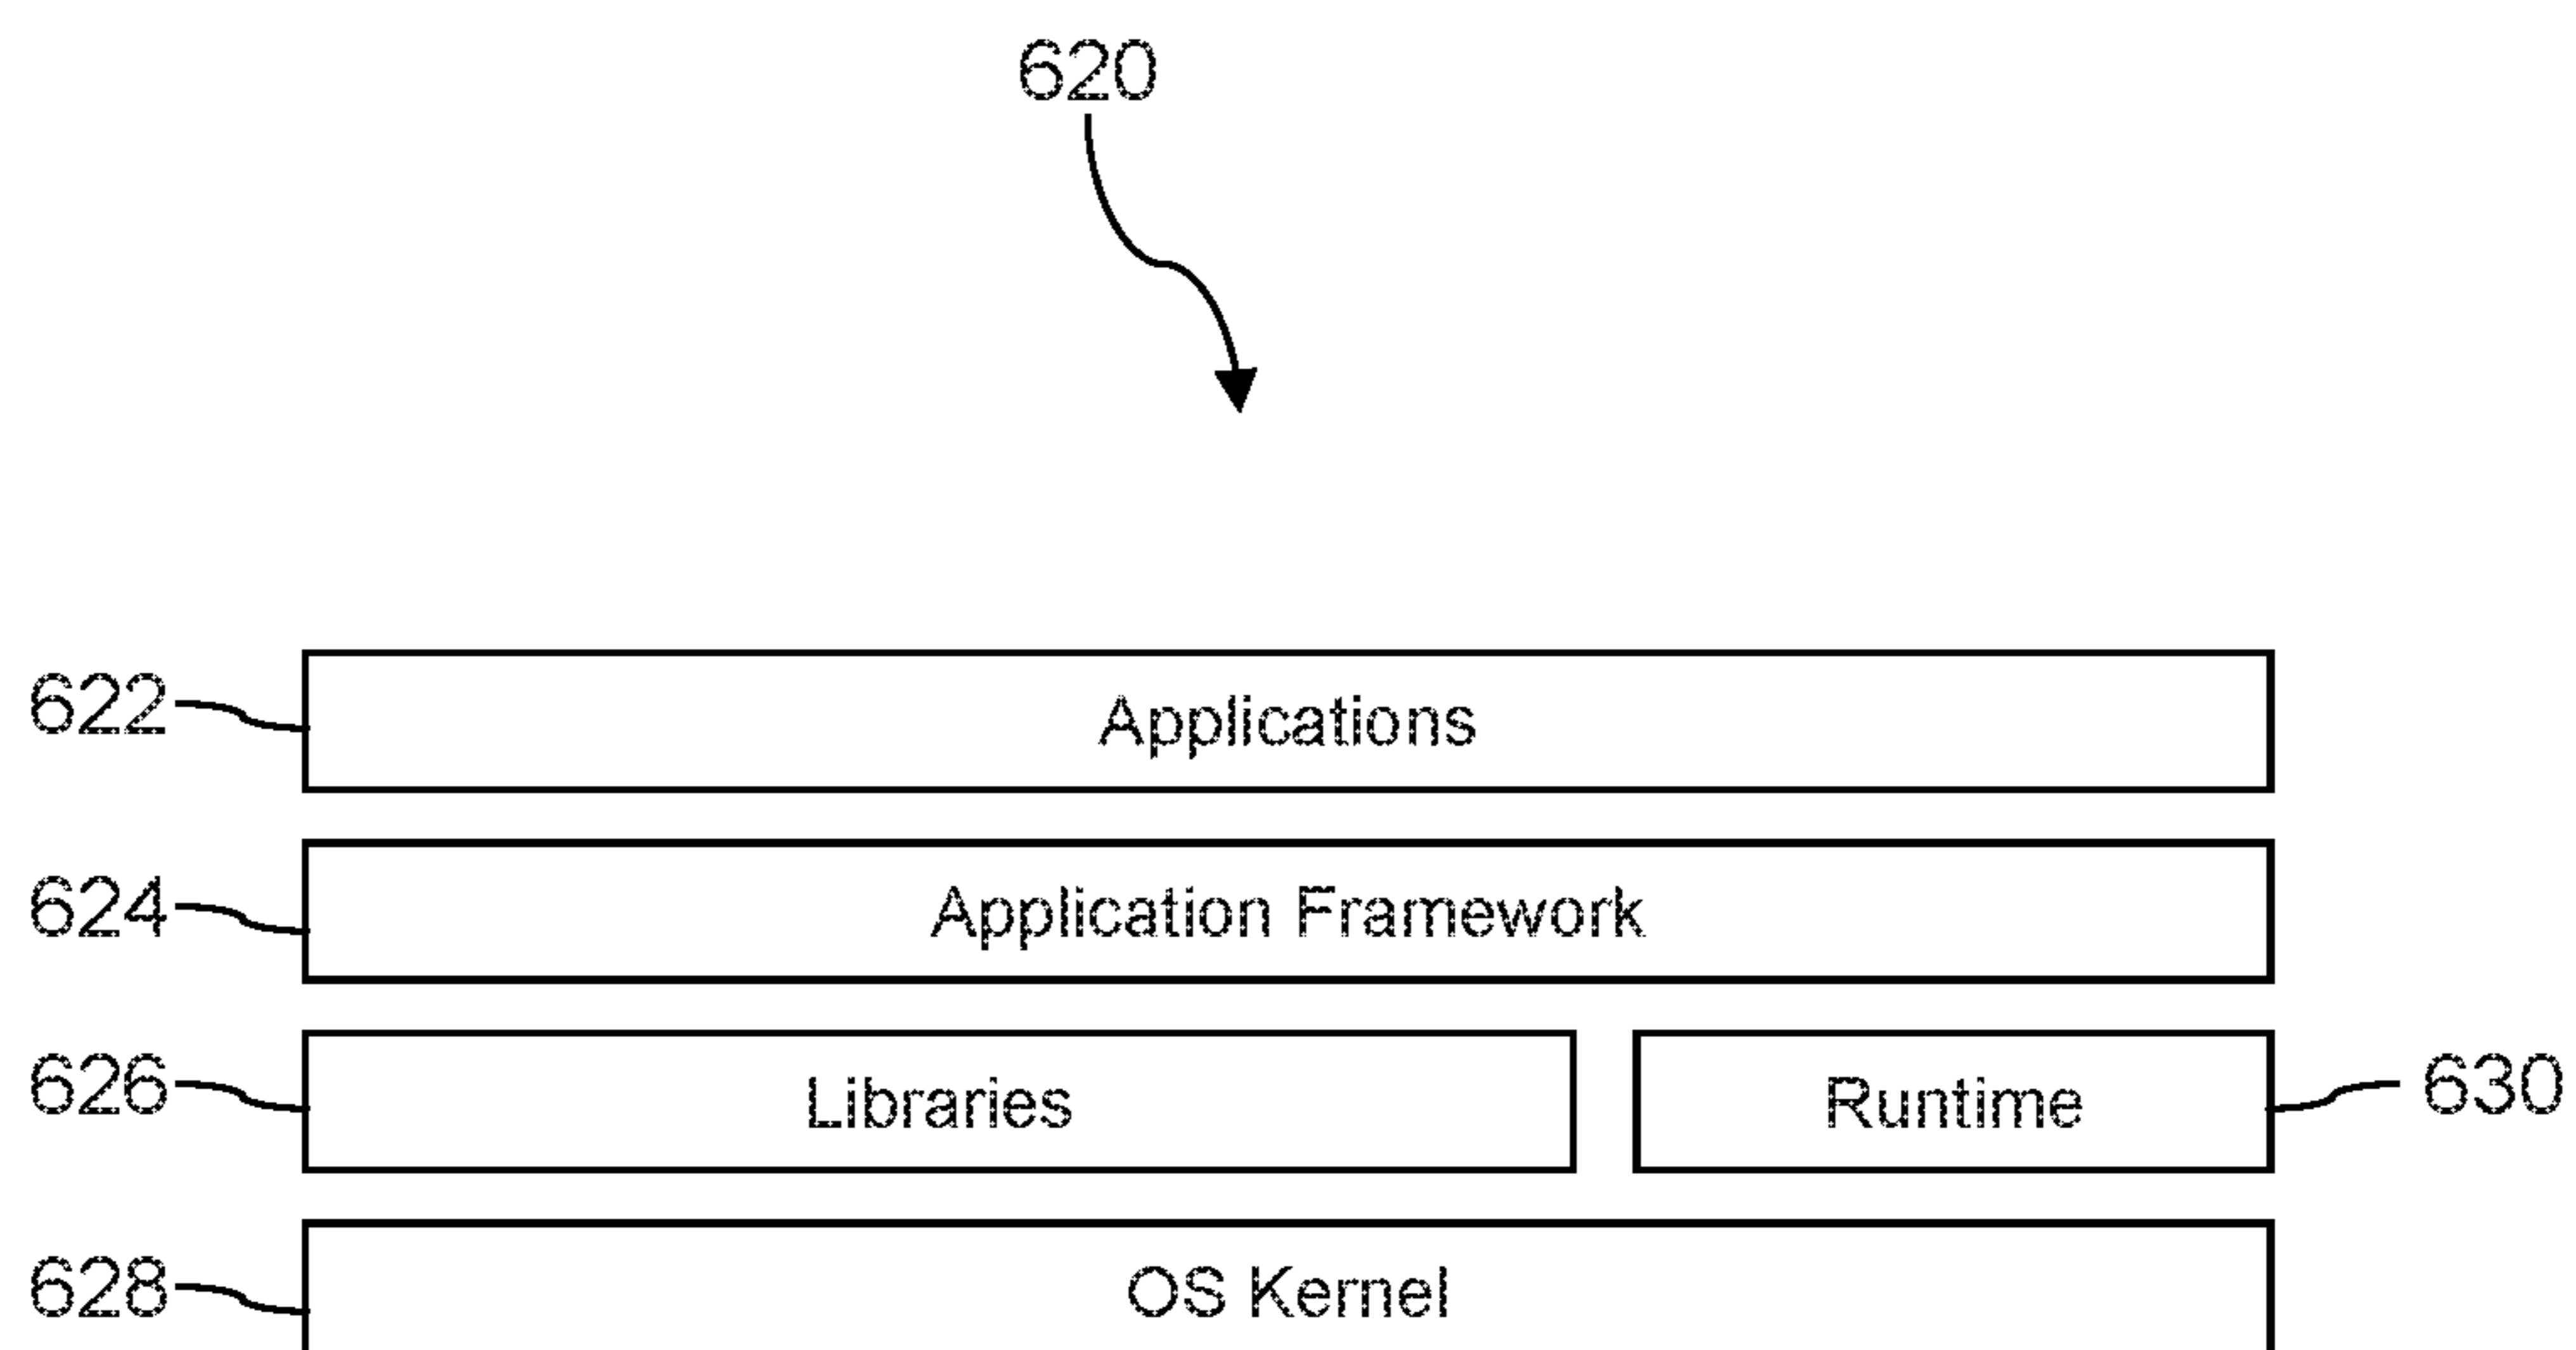 620
622 Applications
624 Application Framework
626 Libraries Runtime 630
628 OS Kernel